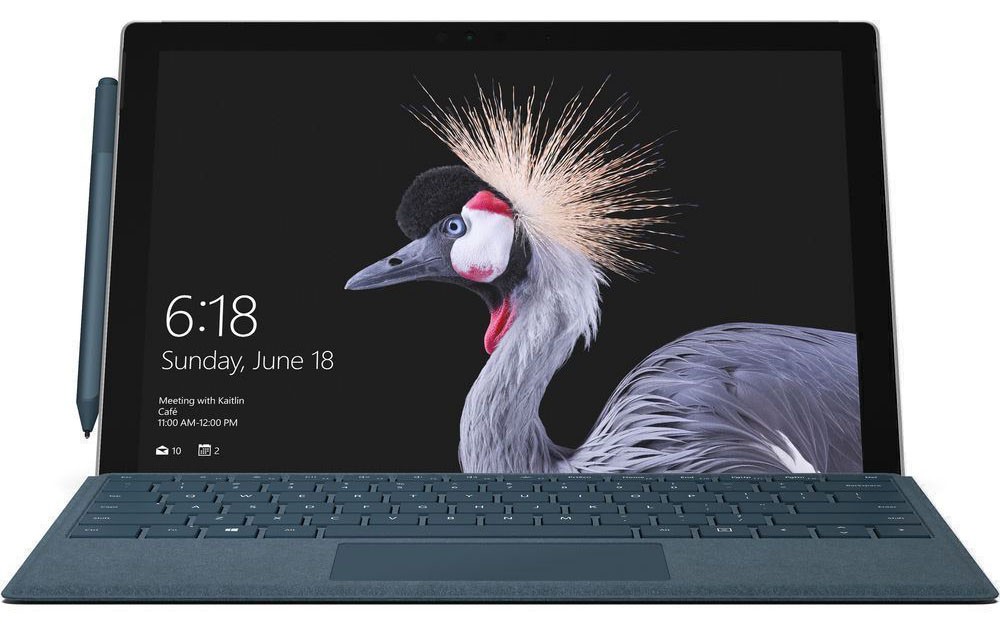 6:18
Sunday, June 18
Meeting with Kaitlin
Café
11:00 AM-12:00 PM
10 2
Q W E R T Y U I O P
A S D F G H J K L
Z X C V B N M